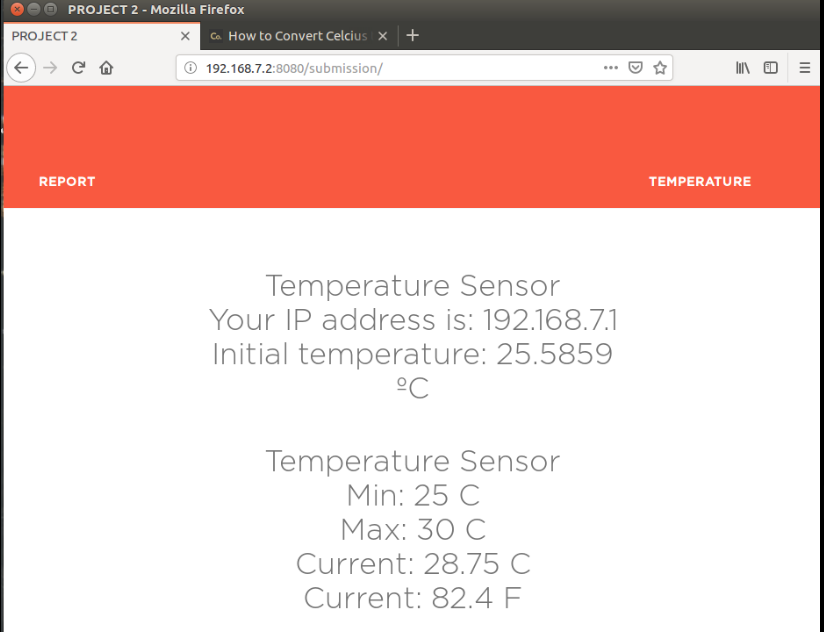 PROJECT 2 - Mozilla Firefox
PROJECT 2
Co. How to Convert Celcius
192.168.7.2:8080/submission/
REPORT
TEMPERATURE
Temperature Sensor
Your IP address is: 192.168.7.1
Initial temperature: 25.5859
ºC
Temperature Sensor
Min: 25 C
Max: 30 C
Current: 28.75 C
Current: 82.4 F